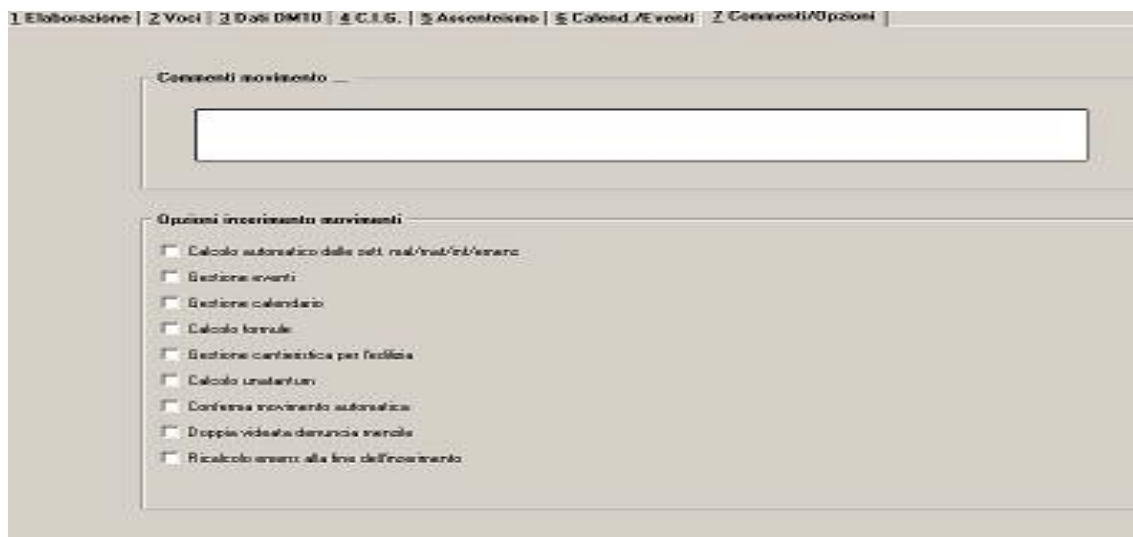 1 Elaborazione | 2 Voci | 3 Dati DM10 | 4 C.I.G. | 5 Assenteismo | 6 Calend./Eventi | 7 Commenti/Opzioni
Commenti movimento ...
Opzioni inserimento movimenti
Calcolo automatico delle sett. mal/mat/inf/emens
Gestione eventi
Gestione calendario
Calcolo formule
Gestione cantieristica per l'edilizia
Calcolo unatantum
Conferma movimento automatica
Doppia videata denuncia mensile
Ricalcolo emens alla fine dell'inserimento